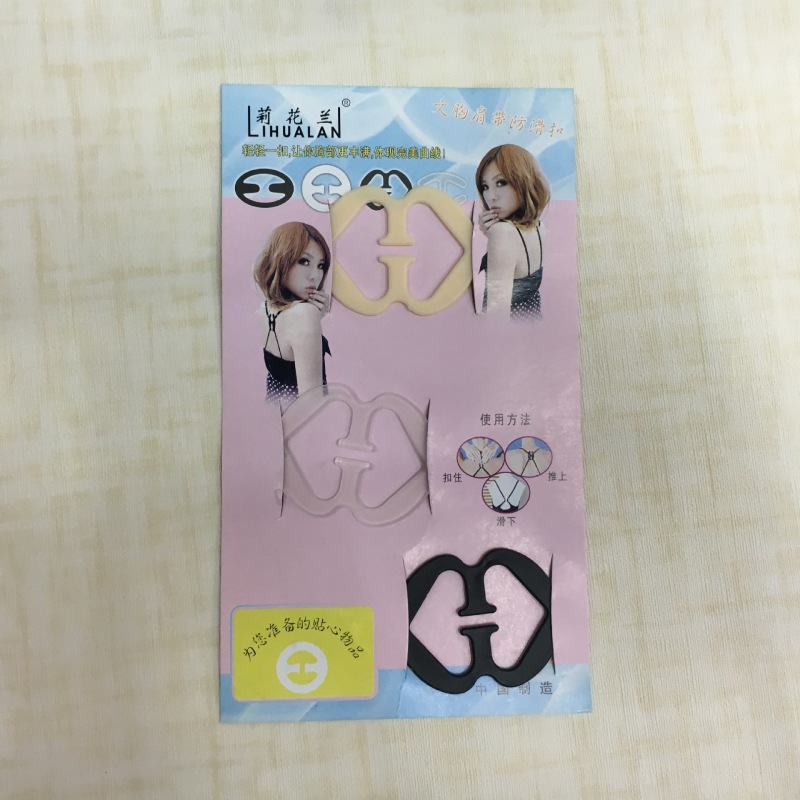 莉花兰®
LIHUALAN
文胸肩带防滑扣
轻轻一扣,让你胸部更丰满,体现完美曲线!
使用方法
扣住
推上
滑下
为您准备的贴心物品
中国制造